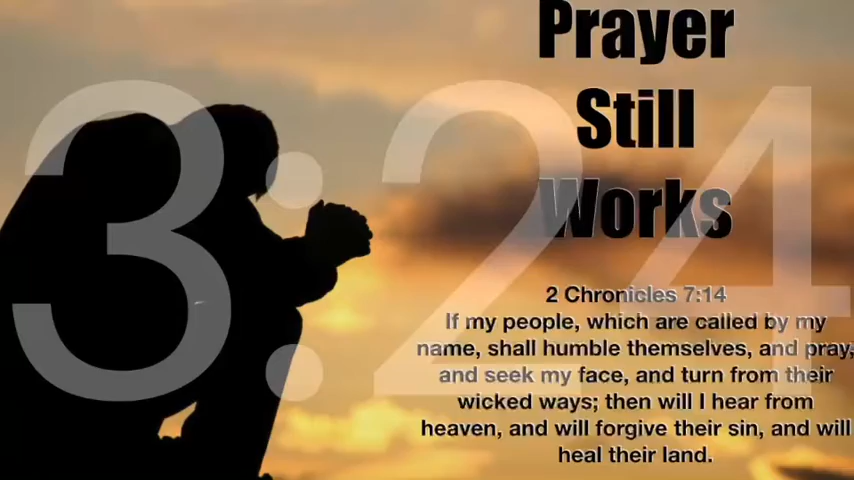 Prayer
Still
Works
3:24
2 Chronicles 7:14
If my people, which are called by my
name, shall humble themselves, and pray,
and seek my face, and turn from their
wicked ways; then will I hear from
heaven, and will forgive their sin, and will
heal their land.